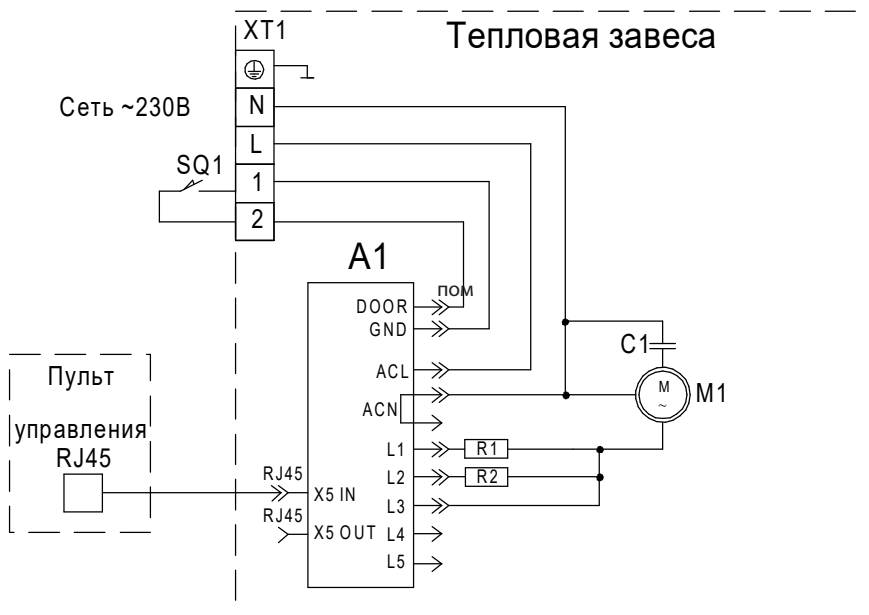 XT1
Тепловая завеса
Сеть ~230В
N
L
SQ1
1
2
A1
пом
DOOR
GND
C1
ACL
Пульт
управления
RJ45
M
~
M1
ACN
L1
R1
RJ45
L2
R2
X5 IN
L3
RJ45
X5 OUT
L4
L5